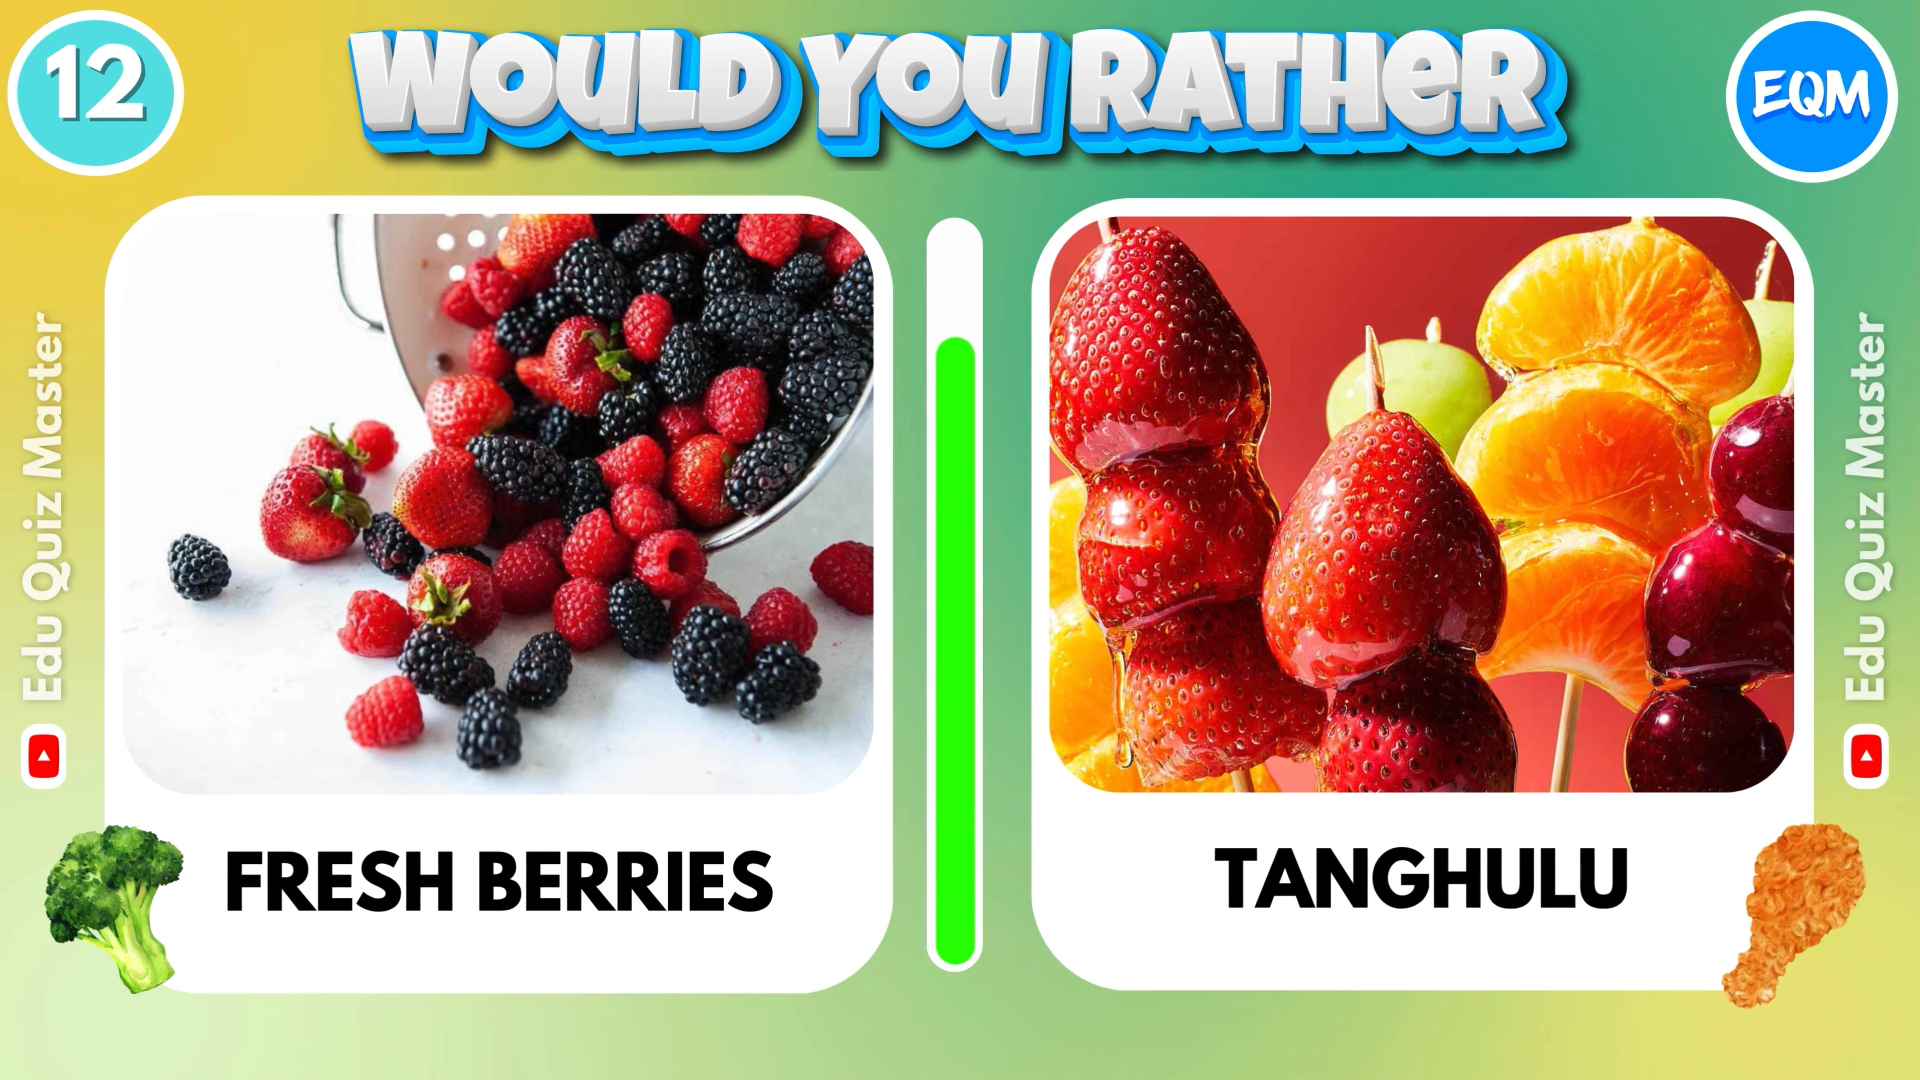 12
WOULD YOU RATHER
EQM
Edu Quiz Master
Edu Quiz Master
FRESH BERRIES
TANGHULU